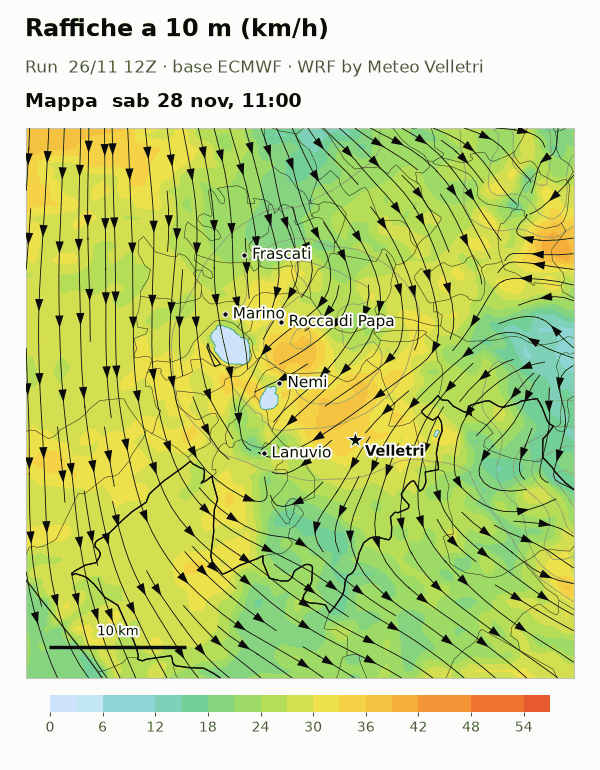 Raffiche a 10 m (km/h)
Run 26/11 12Z · base ECMWF · WRF by Meteo Velletri
Mappa sab 28 nov, 11:00
Frascati
Marino
Rocca di Papa
Nemi
Velletri
Lanuvio
10 km
0 6 12 18 24 30 36 42 48 54